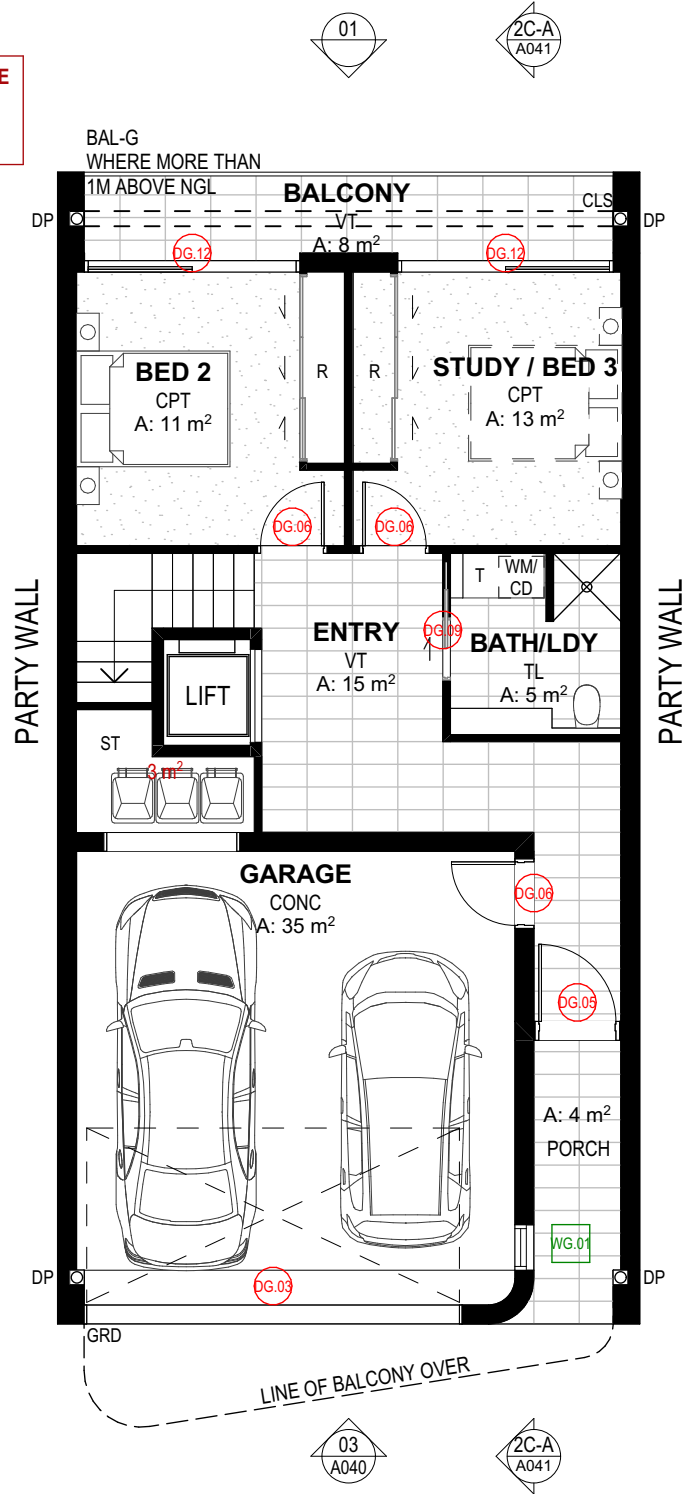 01
2C-A
A041
E
BAL-G
WHERE MORE THAN
1M ABOVE NGL
BALCONY
CLS
DP
VT
DP
A: 8 m²
DG.12
DG.12
BED 2
CPT
A: 11 m²
R
R
STUDY / BED 3
CPT
A: 13 m²
DG.06
DG.06
PARTY WALL
PARTY WALL
T
WM/
CD
ENTRY
VT
A: 15 m²
DG.09
BATH/LDY
TL
A: 5 m²
LIFT
ST
3 m²
GARAGE
CONC
A: 35 m²
DG.06
DG.05
A: 4 m²
PORCH
WG.01
DP
DG.03
DP
GRD
LINE OF BALCONY OVER
03
A040
2C-A
A041